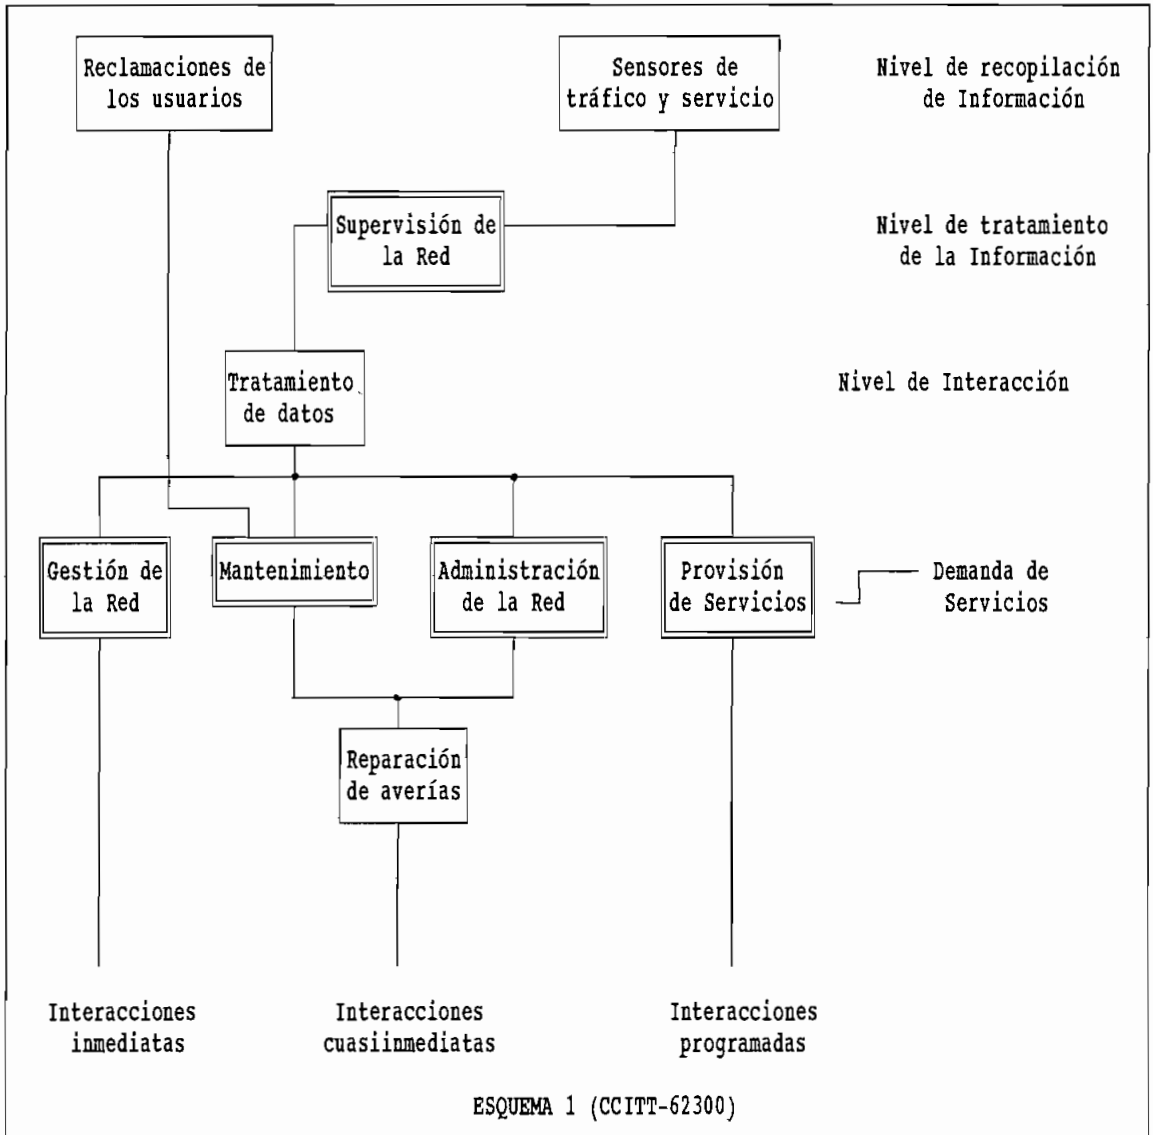 Reclamaciones de
los usuarios
Sensores de
tráfico y servicio
Nivel de recopilación
de Información
Supervisión de
la Red
Nivel de tratamiento
de la Información
Tratamiento
de datos
Nivel de Interacción
Gestión de
la Red
Mantenimiento
Administración
de la Red
Provisión
de Servicios
Demanda de
Servicios
Reparación
de averías
Interacciones
inmediatas
Interacciones
cuasiinmediatas
Interacciones
programadas
ESQUEMA 1 (CCITT-62300)